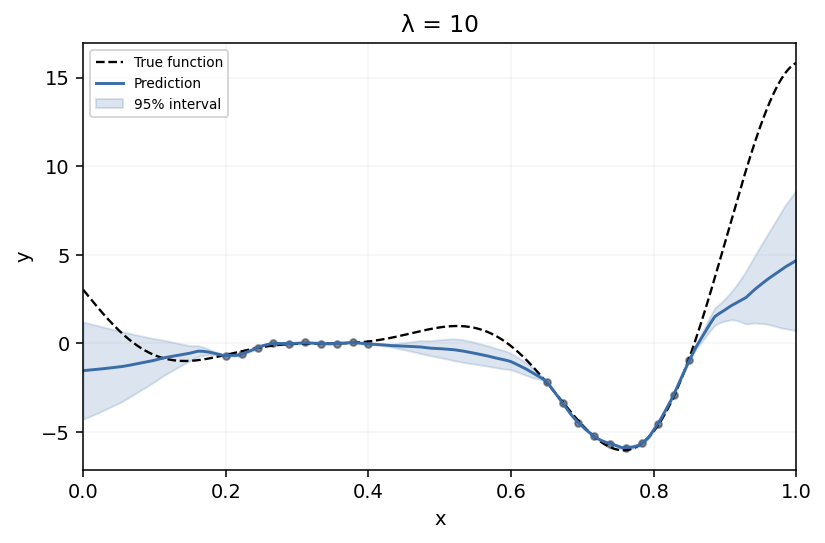 λ = 10
True function
Prediction
95% interval
15
10
5
0
−5
y
0.0 0.2 0.4 0.6 0.8 1.0
x